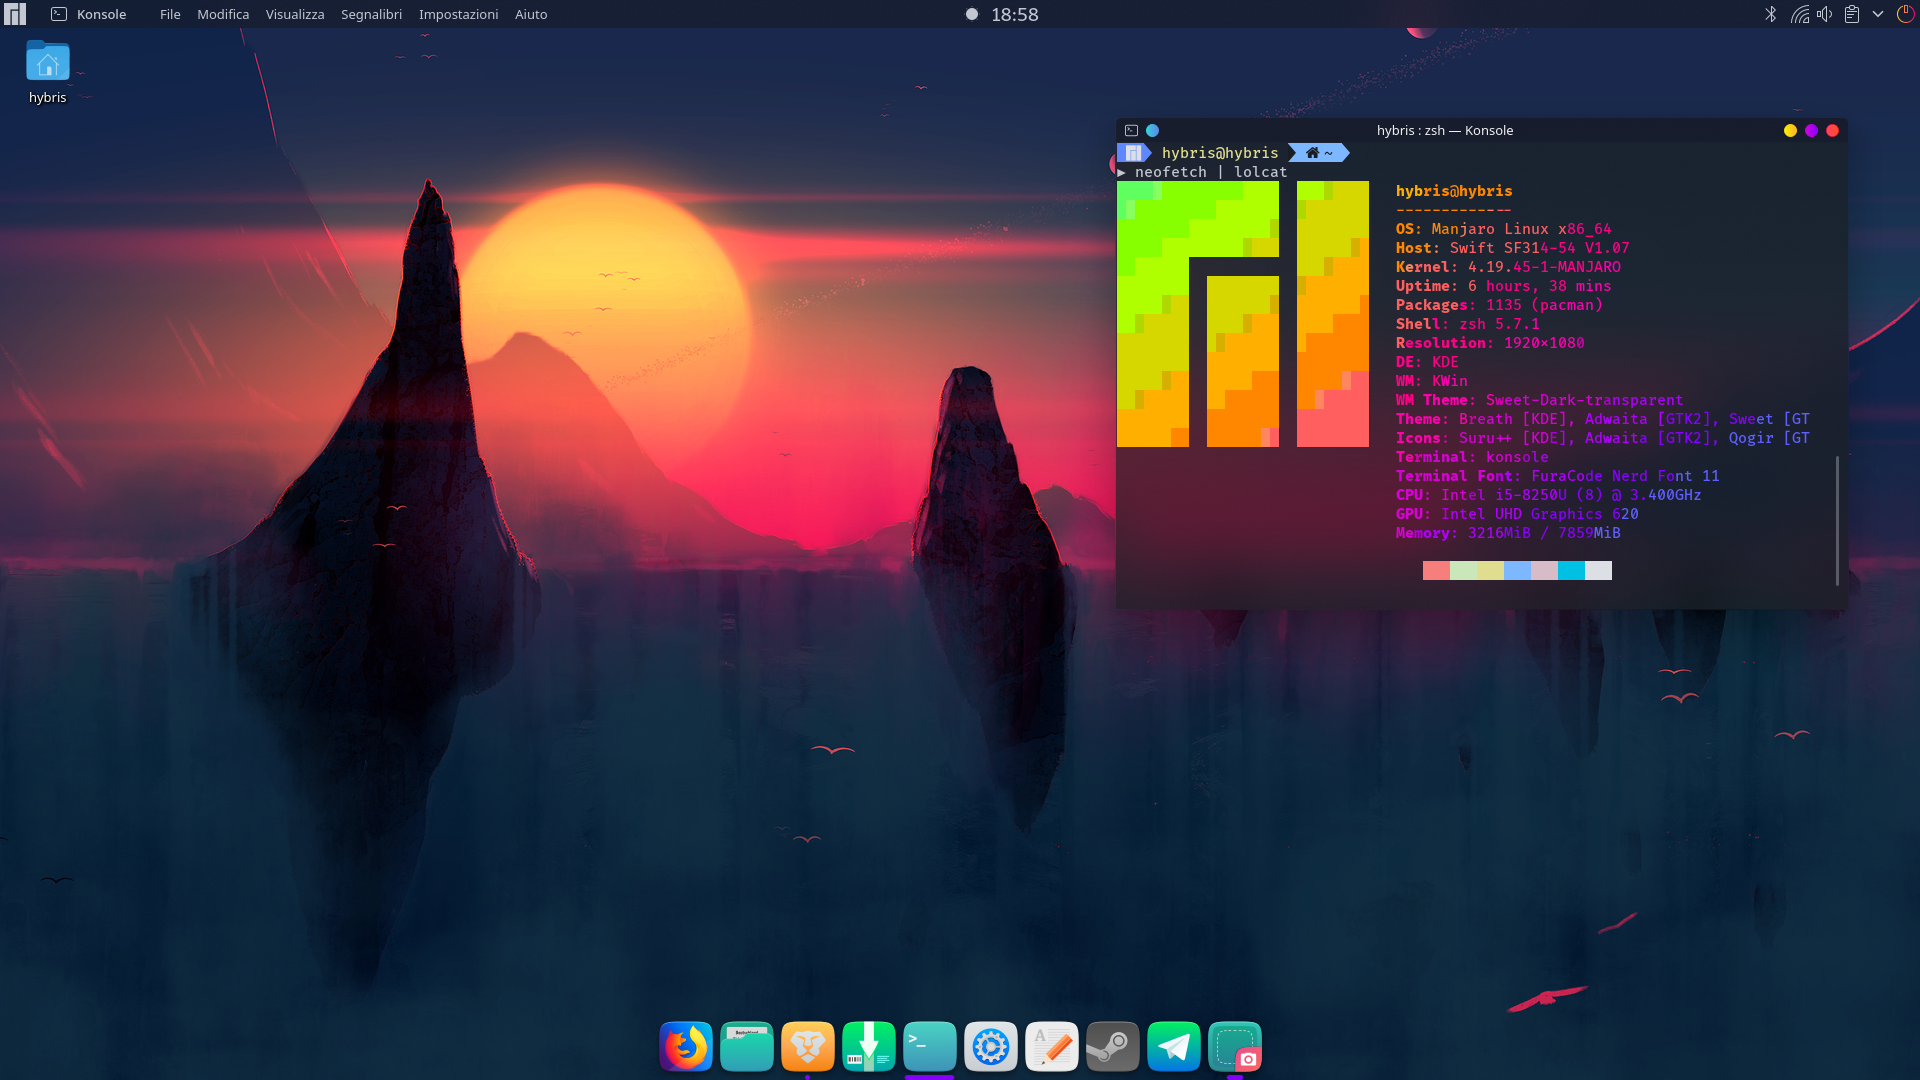 Konsole File Modifica Visualizza Segnalibri Impostazioni Aiuto 18:58
hybris
hybris : zsh — Konsole
hybris@hybris ~
▶ neofetch | lolcat
hybris@hybris
-------------
OS: Manjaro Linux x86_64
Host: Swift SF314-54 V1.07
Kernel: 4.19.45-1-MANJARO
Uptime: 6 hours, 38 mins
Packages: 1135 (pacman)
Shell: zsh 5.7.1
Resolution: 1920×1080
DE: KDE
WM: KWin
WM Theme: Sweet-Dark-transparent
Theme: Breath [KDE], Adwaita [GTK2], Sweet [GT
Icons: Suru++ [KDE], Adwaita [GTK2], Qogir [GT
Terminal: konsole
Terminal Font: FuraCode Nerd Font 11
CPU: Intel i5-8250U (8) @ 3.400GHz
GPU: Intel UHD Graphics 620
Memory: 3216MiB / 7859MiB
>_
A